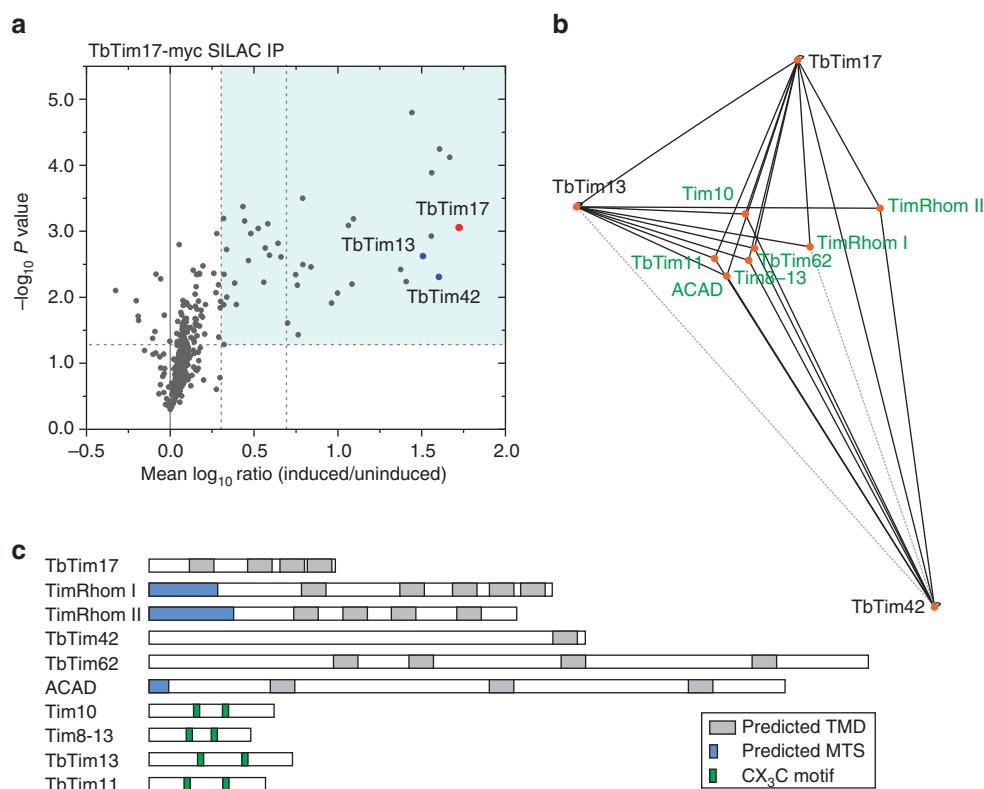 a
TbTim17-myc SILAC IP
5.0
4.0
3.0
2.0
1.0
0.0
–log10 P value
TbTim17
TbTim13
TbTim42
–0.5
0.0
0.5
1.0
1.5
2.0
Mean log10 ratio (induced/uninduced)
b
TbTim17
TbTim13
Tim10
TimRhom II
TimRhom I
TbTim62
TbTim11
Tim8–13
ACAD
TbTim42
c
TbTim17
TimRhom I
TimRhom II
TbTim42
TbTim62
ACAD
Tim10
Tim8-13
TbTim13
TbTim11
Predicted TMD
Predicted MTS
CX3C motif